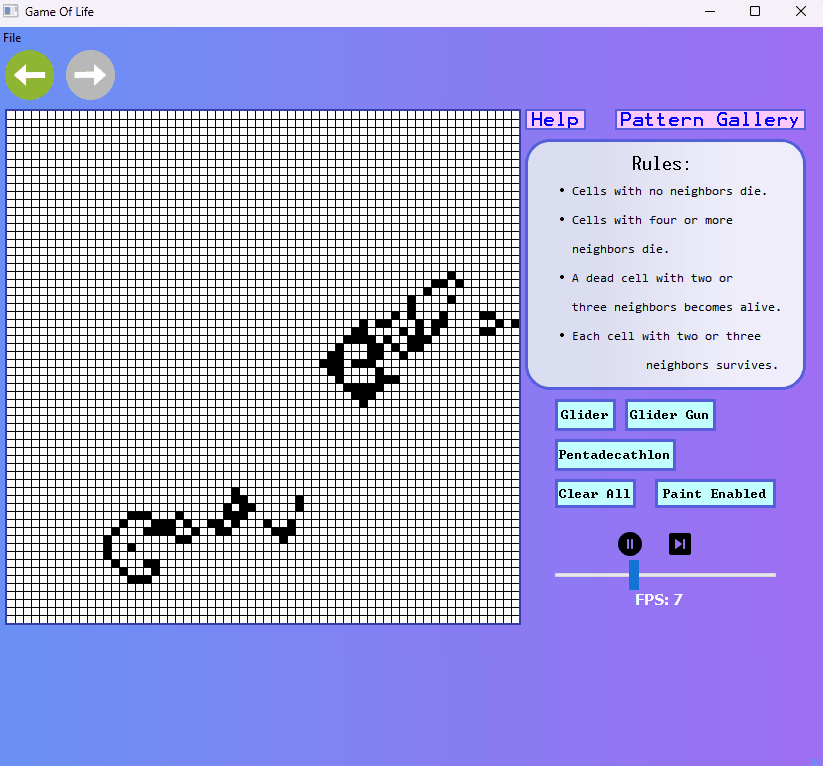 Game Of Life
File
Help
Pattern Gallery
Rules:
• Cells with no neighbors die.
• Cells with four or more
neighbors die.
• A dead cell with two or
three neighbors becomes alive.
• Each cell with two or three
neighbors survives.
Glider
Glider Gun
Pentadecathlon
Clear All
Paint Enabled
FPS: 7